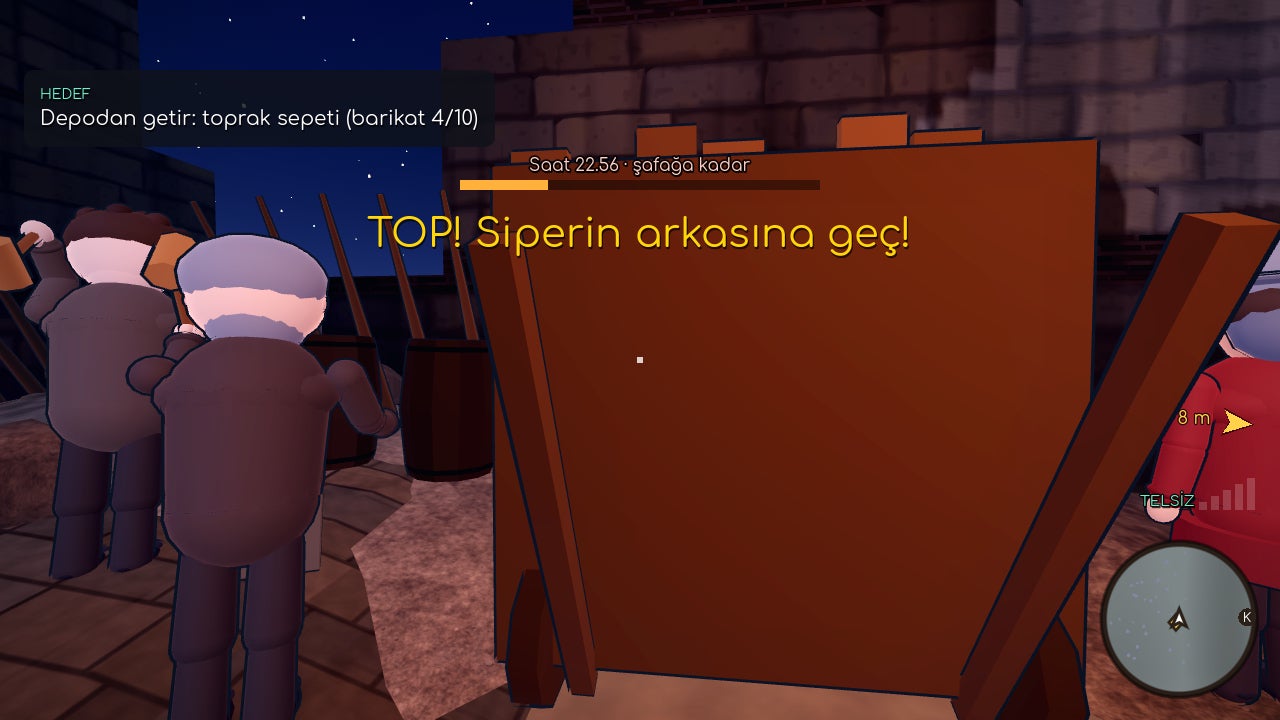 HEDEF
Depodan getir: toprak sepeti (barikat 4/10)
Saat 22.56 · şafağa kadar
TOP! Siperin arkasına geç!
8 m
TELSİZ
K